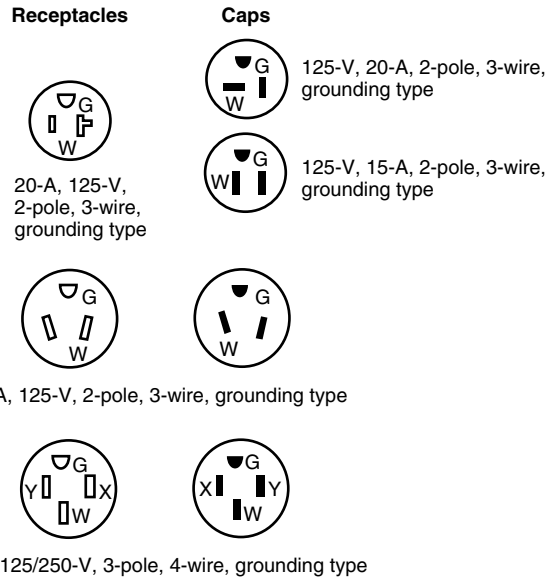 Receptacles Caps
G
W
125-V, 20-A, 2-pole, 3-wire,
grounding type
G
W
20-A, 125-V,
2-pole, 3-wire,
grounding type
G
W
125-V, 15-A, 2-pole, 3-wire,
grounding type
G
W
G
W
A, 125-V, 2-pole, 3-wire, grounding type
G
Y X
W
G
X Y
W
125/250-V, 3-pole, 4-wire, grounding type